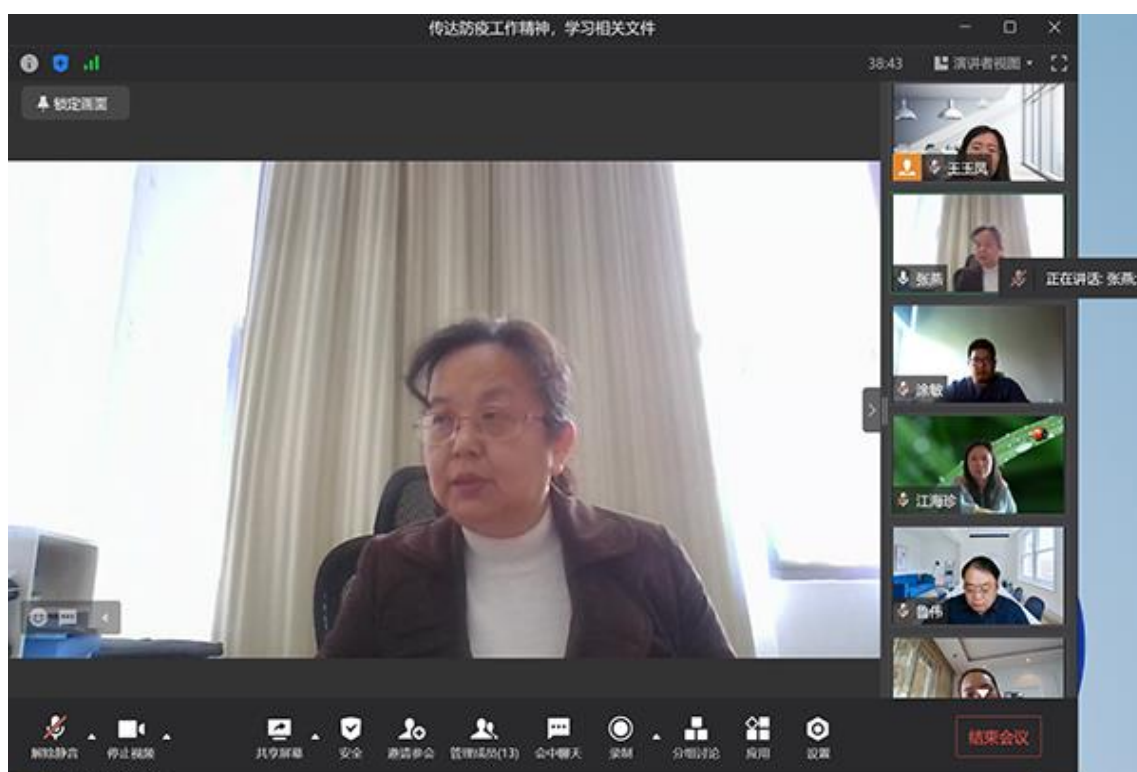 传达防疫工作精神，学习相关文件
38:43
演讲者视图
锁定画面
王玉凤
张燕
正在讲话: 张燕;
涂敏
江海珍
鲁伟
解除静音
停止视频
共享屏幕
安全
邀请参会
管理成员(13)
会中聊天
录制
分组讨论
应用
设置
结束会议